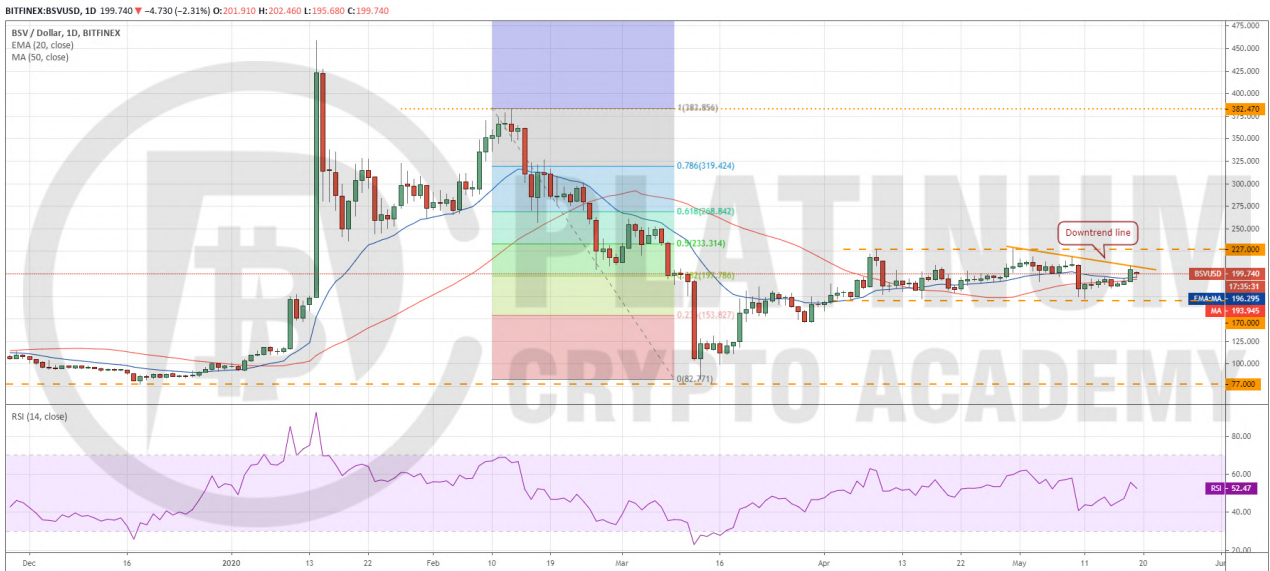 BITFINEX:BSVUSD, 1D 199.740 ▼ −4.730 (−2.31%) O:201.910 H:202.460 L:195.680 C:199.740
BSV / Dollar, 1D, BITFINEX
EMA (20, close)
MA (50, close)
475.000
450.000
425.000
400.000
1(383.856)
382.470
375.000
350.000
0.786(319.424)
325.000
300.000
275.000
0.618(268.842)
250.000
Downtrend line
0.5(233.314)
227.000
BSVUSD 199.740
17:35:31
EMA:MA 196.295
MA 193.945
170.000
0.236(153.827)
125.000
100.000
0(82.771)
77.000
PLATINUM
CRYPTO ACADEMY
RSI (14, close)
80.00
60.00
RSI 52.47
40.00
20.00
Dec 16 2020 13 22 Feb 10 19 Mar 16 Apr 13 22 May 11 20 Jun